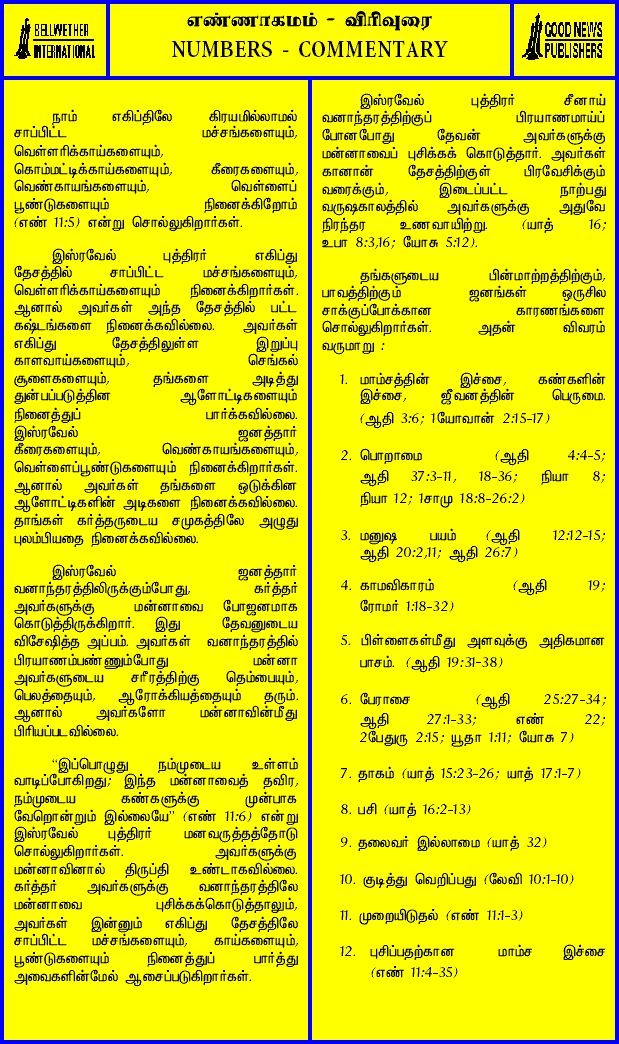 BELLWETHER
INTERNATIONAL
எண்ணாகமம் - விரிவுரை
NUMBERS - COMMENTARY
GOOD NEWS
PUBLISHERS
நாம் எகிப்திலே கிரயமில்லாமல்
சாப்பிட்ட மச்சங்களையும்,
வெள்ளரிக்காய்களையும்,
கொம்மட்டிக்காய்களையும், கீரைகளையும்,
வெண்காயங்களையும், வெள்ளைப்
பூண்டுகளையும் நினைக்கிறோம்
(எண் 11:5) என்று சொல்லுகிறார்கள்.
இஸ்ரவேல் புத்திரர் எகிப்து
தேசத்தில் சாப்பிட்ட மச்சங்களையும்,
வெள்ளரிக்காய்களையும் நினைக்கிறார்கள்.
ஆனால் அவர்கள் அந்த தேசத்தில் பட்ட
கஷ்டங்களை நினைக்கவில்லை. அவர்கள்
எகிப்து தேசத்திலுள்ள இறுப்பு
காளவாய்களையும், செங்கல்
சூளைகளையும், தங்களை அடித்து
துன்பப்படுத்தின ஆளோட்டிகளையும்
நினைத்துப் பார்க்கவில்லை.
இஸ்ரவேல் ஜனத்தார்
கீரைகளையும், வெண்காயங்களையும்,
வெள்ளைப்பூண்டுகளையும் நினைக்கிறார்கள்.
ஆனால் அவர்கள் தங்களை ஒடுக்கின
ஆளோட்டிகளின் அடிகளை நினைக்கவில்லை.
தாங்கள் கர்த்தருடைய சமுகத்திலே அழுது
புலம்பியதை நினைக்கவில்லை.
இஸ்ரவேல் ஜனத்தார்
வனாந்தரத்திலிருக்கும்போது, கர்த்தர்
அவர்களுக்கு மன்னாவை போஜனமாக
கொடுத்திருக்கிறார். இது தேவனுடைய
விசேஷித்த அப்பம். அவர்கள் வனாந்தரத்தில்
பிரயாணம்பண்ணும்போது மன்னா
அவர்களுடைய சரீரத்திற்கு தெம்பையும்,
பெலத்தையும், ஆரோக்கியத்தையும் தரும்.
ஆனால் அவர்களோ மன்னாவின்மீது
பிரியப்படவில்லை.
“இப்பொழுது நம்முடைய உள்ளம்
வாடிப்போகிறது; இந்த மன்னாவைத் தவிர,
நம்முடைய கண்களுக்கு முன்பாக
வேறொன்றும் இல்லையே” (எண் 11:6) என்று
இஸ்ரவேல் புத்திரர் மனவருத்தத்தோடு
சொல்லுகிறார்கள். அவர்களுக்கு
மன்னாவினால் திருப்தி உண்டாகவில்லை.
கர்த்தர் அவர்களுக்கு வனாந்தரத்திலே
மன்னாவை புசிக்கக்கொடுத்தாலும்,
அவர்கள் இன்னும் எகிப்து தேசத்திலே
சாப்பிட்ட மச்சங்களையும், காய்களையும்,
பூண்டுகளையும் நினைத்துப் பார்த்து
அவைகளின்மேல் ஆசைப்படுகிறார்கள்.
இஸ்ரவேல் புத்திரர் சீனாய்
வனாந்தரத்திற்குப் பிரயாணமாய்ப்
போனபோது தேவன் அவர்களுக்கு
மன்னாவைப் புசிக்கக் கொடுத்தார். அவர்கள்
கானான் தேசத்திற்குள் பிரவேசிக்கும்
வரைக்கும், இடைப்பட்ட நாற்பது
வருஷகாலத்தில் அவர்களுக்கு அதுவே
நிரந்தர உணவாயிற்று. (யாத் 16;
உபா 8:3,16; யோசு 5:12).
தங்களுடைய பின்மாற்றத்திற்கும்,
பாவத்திற்கும் ஜனங்கள் ஒருசில
சாக்குப்போக்கான காரணங்களை
சொல்லுகிறார்கள். அதன் விவரம்
வருமாறு :
1. மாம்சத்தின் இச்சை, கண்களின்
இச்சை, ஜீவனத்தின் பெருமை.
(ஆதி 3:6; 1யோவான் 2:15-17)
2. பொறாமை (ஆதி 4:4-5;
ஆதி 37:3-11, 18-36; நியா 8;
நியா 12; 1சாமு 18:8-26:2)
3. மனுஷ பயம் (ஆதி 12:12-15;
ஆதி 20:2,11; ஆதி 26:7)
4. காமவிகாரம் (ஆதி 19;
ரோமர் 1:18-32)
5. பிள்ளைகள்மீது அளவுக்கு அதிகமான
பாசம். (ஆதி 19:31-38)
6. பேராசை (ஆதி 25:27-34;
ஆதி 27:1-33; எண் 22;
2பேதுரு 2:15; யூதா 1:11; யோசு 7)
7. தாகம் (யாத் 15:23-26; யாத் 17:1-7)
8. பசி (யாத் 16:2-13)
9. தலைவர் இல்லாமை (யாத் 32)
10. குடித்து வெறிப்பது (லேவி 10:1-10)
11. முறையிடுதல் (எண் 11:1-3)
12. புசிப்பதற்கான மாம்ச இச்சை
(எண் 11:4-35)